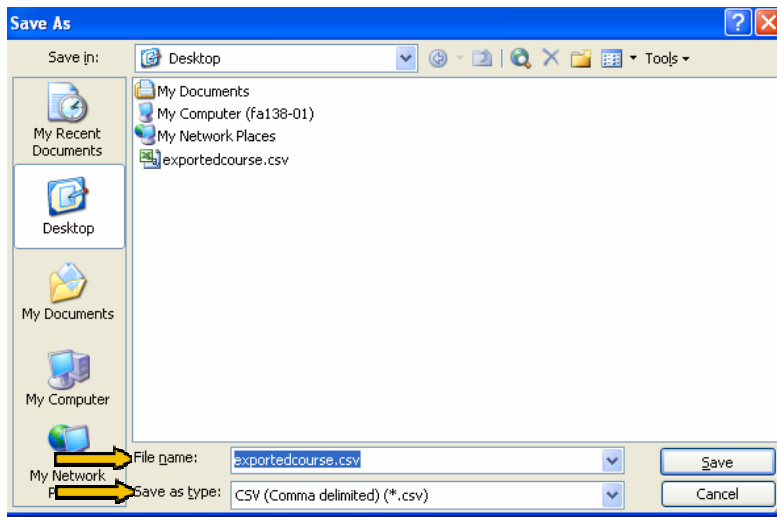 Save As
Save in:
Desktop
Tools
My Documents
My Computer (fa138-01)
My Network Places
exportedcourse.csv
My Recent
Documents
Desktop
My Documents
My Computer
My Network
P
File name:
exportedcourse.csv
Save
Save as type:
CSV (Comma delimited) (*.csv)
Cancel